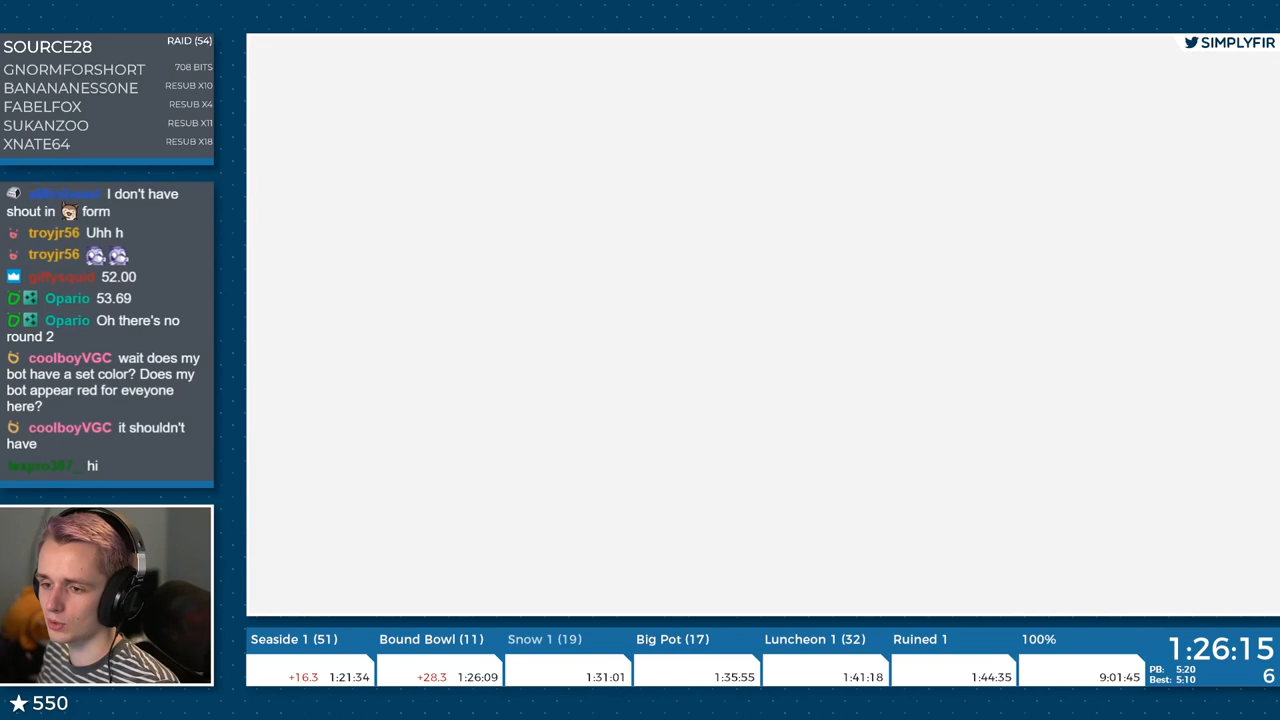 SOURCE28 RAID (54)
GNORMFORSHORT 708 BITS
BANANANESS0NE RESUB X10
FABELFOX RESUB X4
SUKANZOO RESUB X11
XNATE64 RESUB X18
SIMPLYFIR
I don't have
shout in form
troyjr56 Uhh h
troyjr56
giffysquid 52.00
Opario 53.69
Opario Oh there's no
round 2
coolboyVGC wait does my
bot have a set color? Does my
bot appear red for eveyone
here?
coolboyVGC it shouldn't
have
hi
550
Seaside 1 (51) Bound Bowl (11) Snow 1 (19) Big Pot (17) Luncheon 1 (32) Ruined 1 100%
+16.3 1:21:34 +28.3 1:26:09 1:31:01 1:35:55 1:41:18 1:44:35 9:01:45
1:26:15
PB: 5:20
Best: 5:10
6